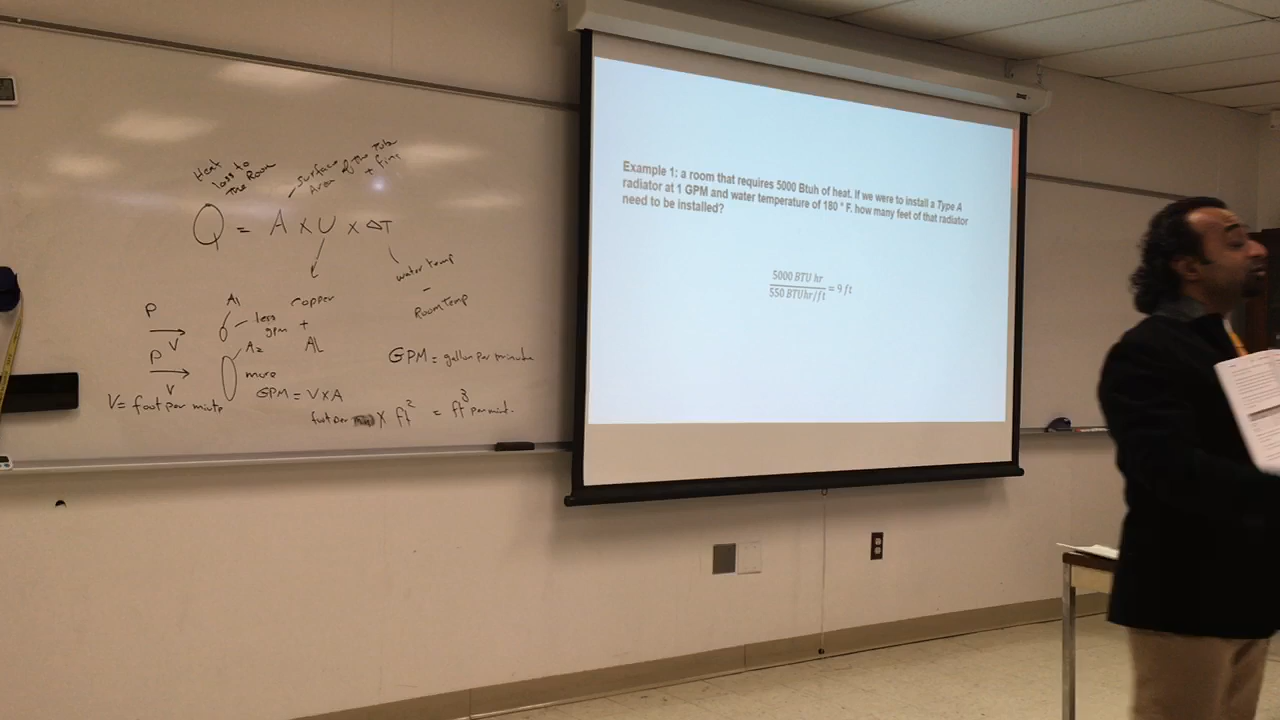 Heat
loss to
the Room
surface
Area of the tube
+ fins
Q = A X U X ΔT
water temp
-
Room Temp
copper
+
AL
P
V
A1
less
gpm
P
V
A2
more
V = foot per
GPM = gallon per
GPM = V X A
foot per X ft² = ft³ per
Example 1: a room that requires 5000 Btuh of heat. If we were to install a Type A
radiator at 1 GPM and water temperature of 180 ° F. how many feet of that radiator
need to be installed?
5000 BTU hr
550 BTUhr/ft = 9 ft